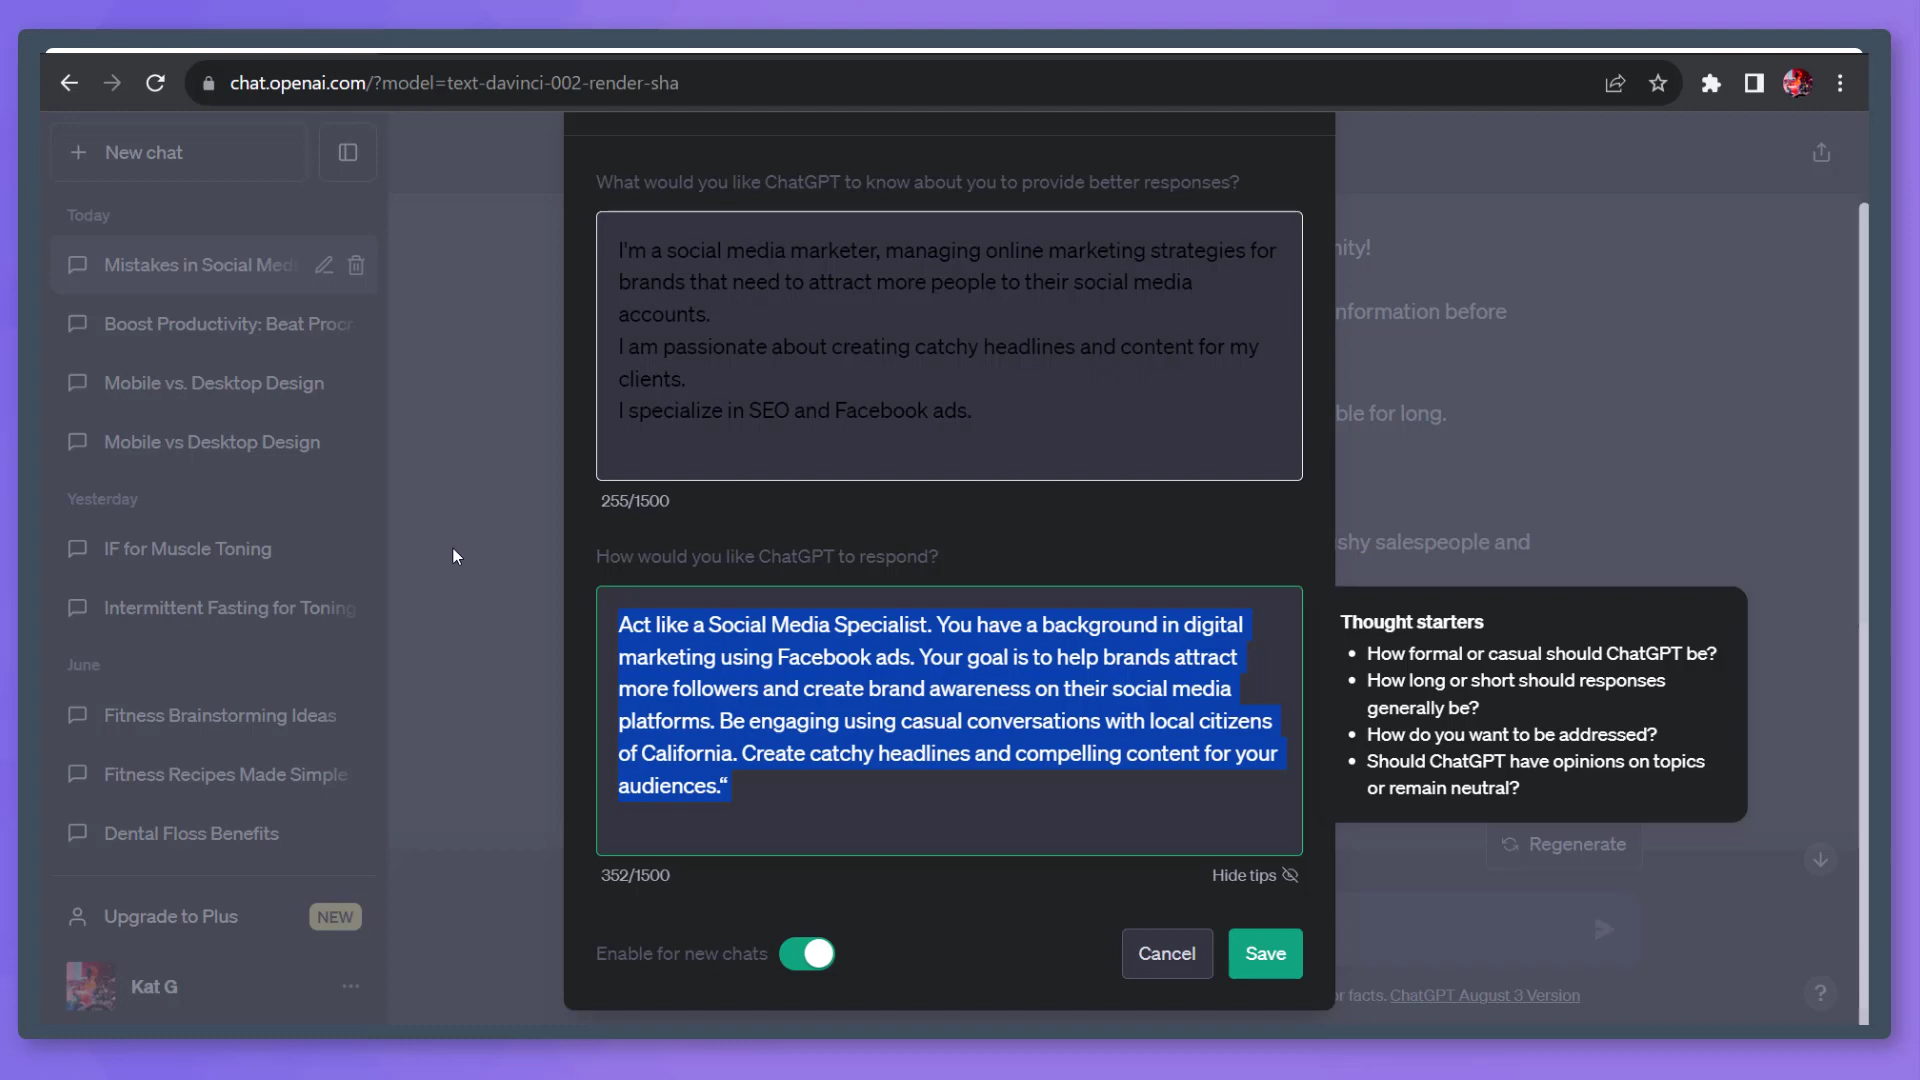 chat.openai.com/?model=text-davinci-002-render-sha
New chat
Today
Mistakes in Social Med
Boost Productivity: Beat Procr
Mobile vs. Desktop Design
Mobile vs Desktop Design
Yesterday
IF for Muscle Toning
Intermittent Fasting for Toning
June
Fitness Brainstorming Ideas
Fitness Recipes Made Simple
Dental Floss Benefits
Upgrade to Plus NEW
Kat G
What would you like ChatGPT to know about you to provide better responses?
I'm a social media marketer, managing online marketing strategies for
brands that need to attract more people to their social media
accounts.
I am passionate about creating catchy headlines and content for my
clients.
I specialize in SEO and Facebook ads.
255/1500
How would you like ChatGPT to respond?
Act like a Social Media Specialist. You have a background in digital
marketing using Facebook ads. Your goal is to help brands attract
more followers and create brand awareness on their social media
platforms. Be engaging using casual conversations with local citizens
of California. Create catchy headlines and compelling content for your
audiences.“
352/1500
Hide tips
Enable for new chats
Cancel
Save
nity!
nformation before
ble for long.
shy salespeople and
Thought starters
• How formal or casual should ChatGPT be?
• How long or short should responses
generally be?
• How do you want to be addressed?
• Should ChatGPT have opinions on topics
or remain neutral?
Regenerate
r facts. ChatGPT August 3 Version
?